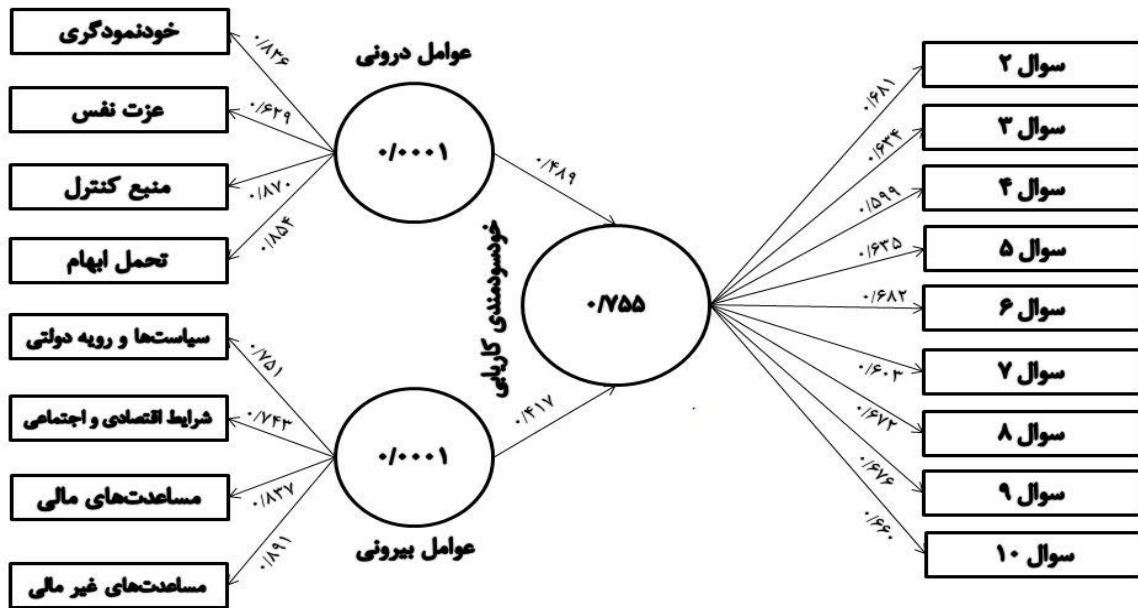 خودنمودگری
۰/۸۳۶
عزت نفس
۰/۶۲۹
منبع کنترل
۰/۸۷۰
تحمل ابهام
۰/۸۵۴
عوامل درونی
۰/۰۰۰۱
۰/۴۸۹
سیاست‌ها و رویه دولتی
۰/۷۵۱
شرایط اقتصادی و اجتماعی
۰/۷۴۳
مساعدت‌های مالی
۰/۸۳۷
مساعدت‌های غیر مالی
۰/۸۹۱
۰/۰۰۰۱
عوامل بیرونی
۰/۴۱۷
خودسودمندی کاریابی
۰/۷۵۵
۰/۶۸۱
سوال ۲
۰/۶۳۴
سوال ۳
۰/۵۹۹
سوال ۴
۰/۶۳۵
سوال ۵
۰/۶۸۲
سوال ۶
۰/۶۰۳
سوال ۷
۰/۶۷۲
سوال ۸
۰/۶۷۶
سوال ۹
۰/۶۶۰
سوال ۱۰